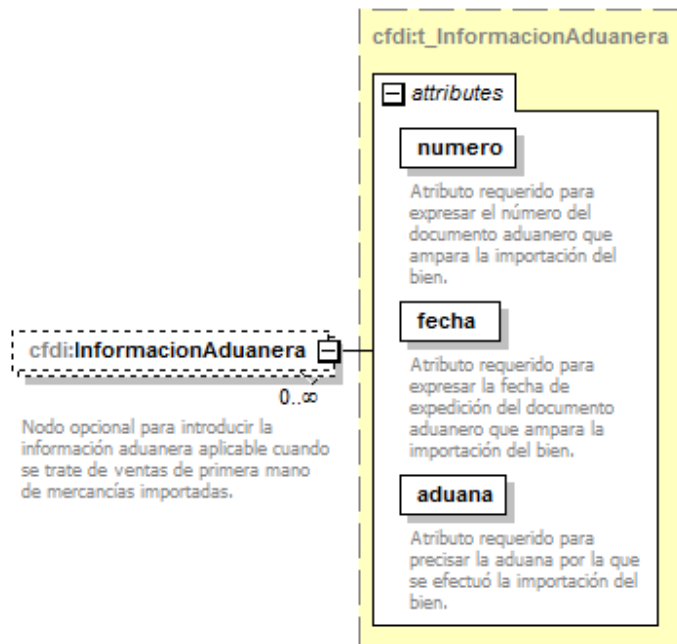 cfdi:t_InformacionAduanera
attributes
numero
Atributo requerido para
expresar el número del
documento aduanero que
ampara la importación del
bien.
fecha
Atributo requerido para
expresar la fecha de
expedición del documento
aduanero que ampara la
importación del bien.
aduana
Atributo requerido para
precisar la aduana por la que
se efectuó la importación del
bien.
cfdi:InformacionAduanera
0..∞
Nodo opcional para introducir la
información aduanera aplicable cuando
se trate de ventas de primera mano
de mercancías importadas.